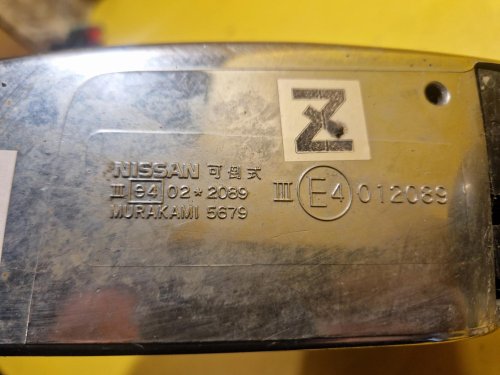 Z
NISSAN 可倒式
III 94 02*2089
MURAKAMI 5679
III E4 012089